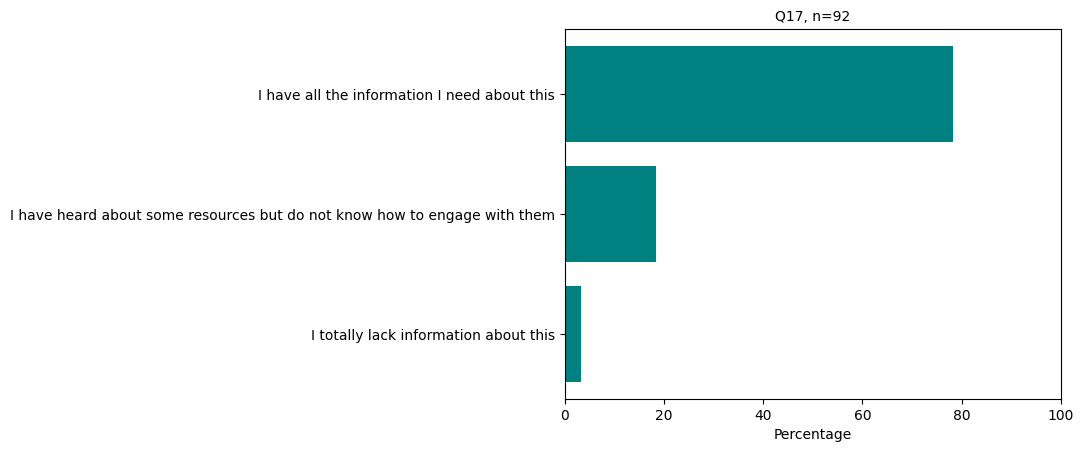 Q17, n=92
I have all the information I need about this
I have heard about some resources but do not know how to engage with them
I totally lack information about this
0 20 40 60 80 100
Percentage